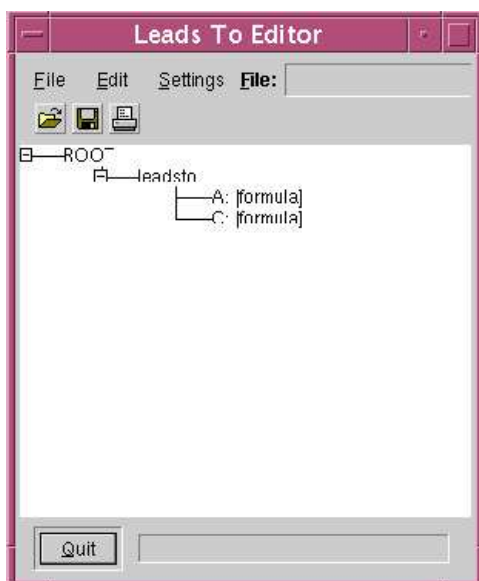 Leads To Editor
File Edit Settings File:
ROOT
leadsto
A: [formula]
C: [formula]
Quit